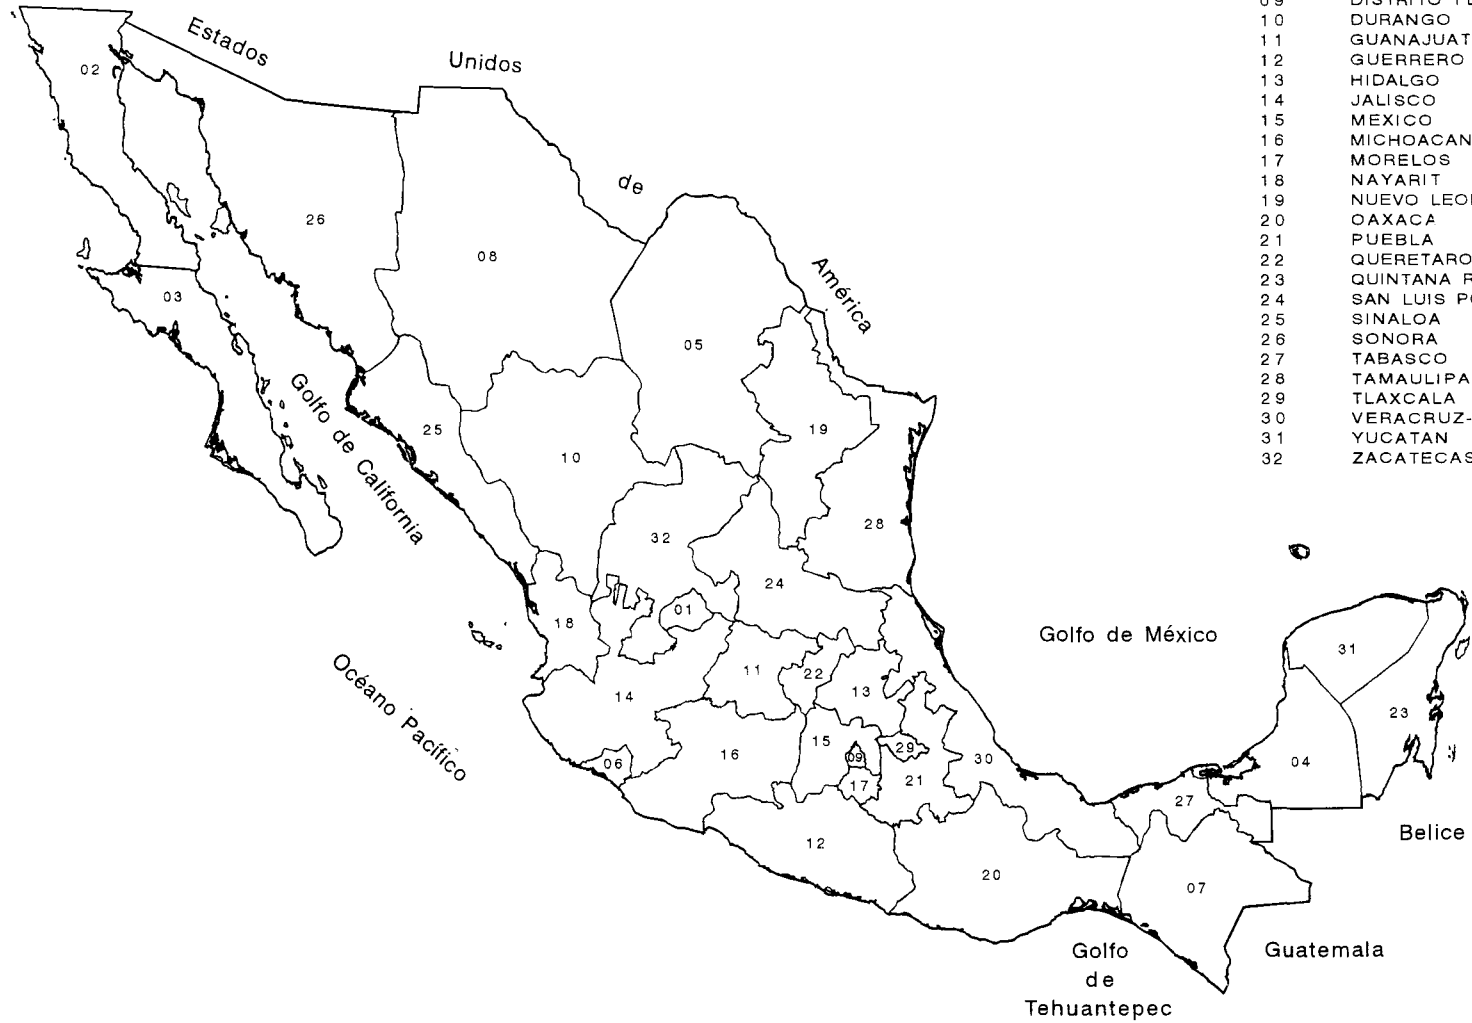 09 DISTRITO
10 DURANGO
11 GUANAJUAT
12 GUERRERO
13 HIDALGO
14 JALISCO
15 MEXICO
16 MICHOACAN
17 MORELOS
18 NAYARIT
19 NUEVO LEO
20 OAXACA
21 PUEBLA
22 QUERETARO
23 QUINTANA R
24 SAN LUIS PO
25 SINALOA
26 SONORA
27 TABASCO
28 TAMAULIPA
29 TLAXCALA
30 VERACRUZ-
31 YUCATAN
32 ZACATECAS
Estados
Unidos
de
América
02
26
08
03
05
Golfo de California
25
10
19
28
32
24
01
18
Golfo de México
31
Océano Pacífico
14
11
22
13
23
06
16
15
09
29
30
04
17
21
27
12
Belice
20
07
Golfo
de
Tehuantepec
Guatemala